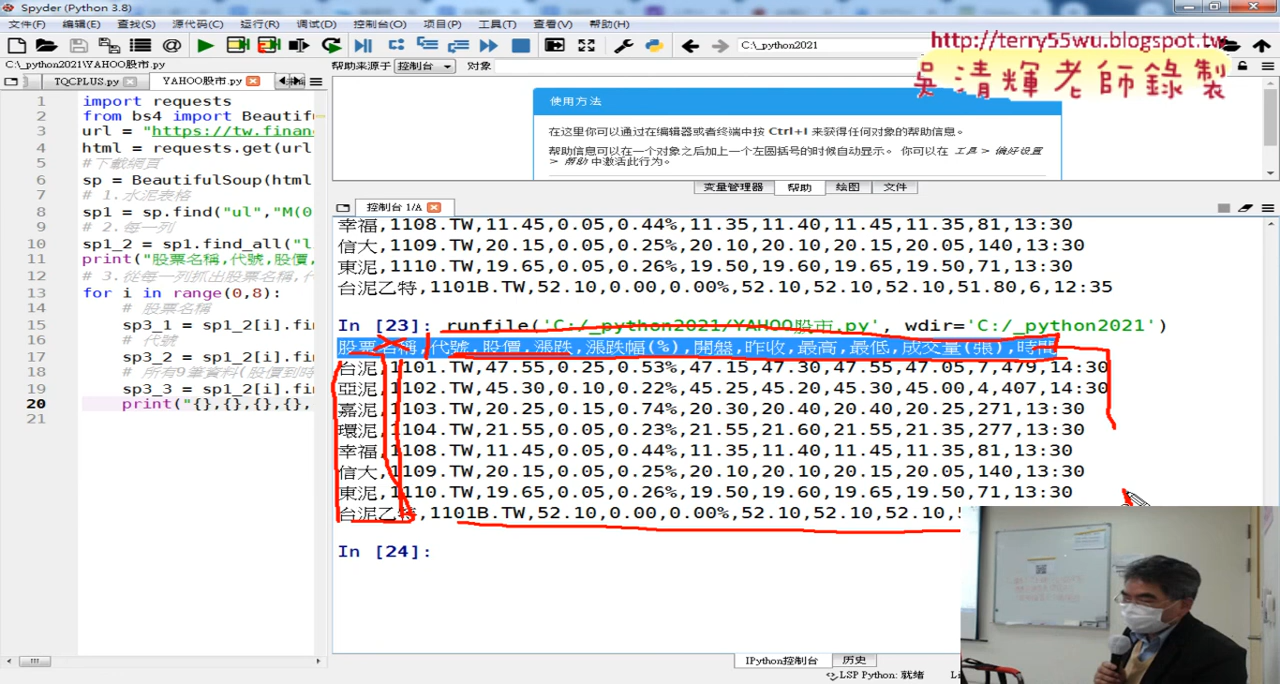 Spyder (Python 3.8)
文件(F) 编辑(E) 查找(S) 源代码(C) 运行(R) 调试(D) 控制台(O) 项目(P) 工具(T) 查看(V) 帮助(H)
C:\_python2021
http://terry55wu.blogspot.tw
吳清輝老師錄製
C:\_python2021\YAHOO股市.py
TQCPLUS.py YAHOO股市.py
1 import requests
2 from bs4 import Beautif
3 url = "https://tw.finan
4 html = requests.get(url
5 #下載網頁
6 sp = BeautifulSoup(html
7 # 1.水泥表格
8 sp1 = sp.find("ul","M(0
9 # 2.每一列
10 sp1_2 = sp1.find_all("l
11 print("股票名稱,代號,股價,
12 # 3.從每一列抓出股票名稱,代
13 for i in range(0,8):
14 # 股票名稱
15 sp3_1 = sp1_2[i].fin
16 # 代號
17 sp3_2 = sp1_2[i].fin
18 # 所有9筆資料(股價到時
19 sp3_3 = sp1_2[i].fin
20 print("{},{},{},{},
21
帮助来源于 控制台 对象
使用方法
在这里你可以通过在编辑器或者终端中按 Ctrl+I 来获得任何对象的帮助信息。
帮助信息可以在一个对象之后加上一个左圆括号的时候自动显示。 你可以在 工具 > 偏好设置
> 帮助 中激活此行为。
变量管理器 帮助 绘图 文件
控制台 1/A
幸福,1108.TW,11.45,0.05,0.44%,11.35,11.40,11.45,11.35,81,13:30
信大,1109.TW,20.15,0.05,0.25%,20.10,20.10,20.15,20.05,140,13:30
東泥,1110.TW,19.65,0.05,0.26%,19.50,19.60,19.65,19.50,71,13:30
台泥乙特,1101B.TW,52.10,0.00,0.00%,52.10,52.10,52.10,51.80,6,12:35
In [23]: runfile('C:/_python2021/YAHOO股市.py', wdir='C:/_python2021')
股票名稱,代號,股價,漲跌,漲跌幅(%),開盤,昨收,最高,最低,成交量(張),時間
台泥,1101.TW,47.55,0.25,0.53%,47.15,47.30,47.55,47.05,7,479,14:30
亞泥,1102.TW,45.30,0.10,0.22%,45.25,45.20,45.30,45.00,4,407,14:30
嘉泥,1103.TW,20.25,0.15,0.74%,20.30,20.40,20.40,20.25,271,13:30
環泥,1104.TW,21.55,0.05,0.23%,21.55,21.60,21.55,21.35,277,13:30
幸福,1108.TW,11.45,0.05,0.44%,11.35,11.40,11.45,11.35,81,13:30
信大,1109.TW,20.15,0.05,0.25%,20.10,20.10,20.15,20.05,140,13:30
東泥,1110.TW,19.65,0.05,0.26%,19.50,19.60,19.65,19.50,71,13:30
台泥乙特,1101B.TW,52.10,0.00,0.00%,52.10,52.10,52.10,
In [24]:
IPython控制台 历史
LSP Python: 就绪